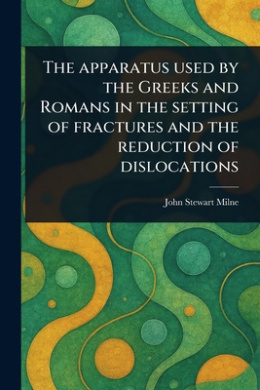 The apparatus used by
the Greeks and
Romans in the setting
of fractures and the
reduction of
dislocations
John Stewart Milne